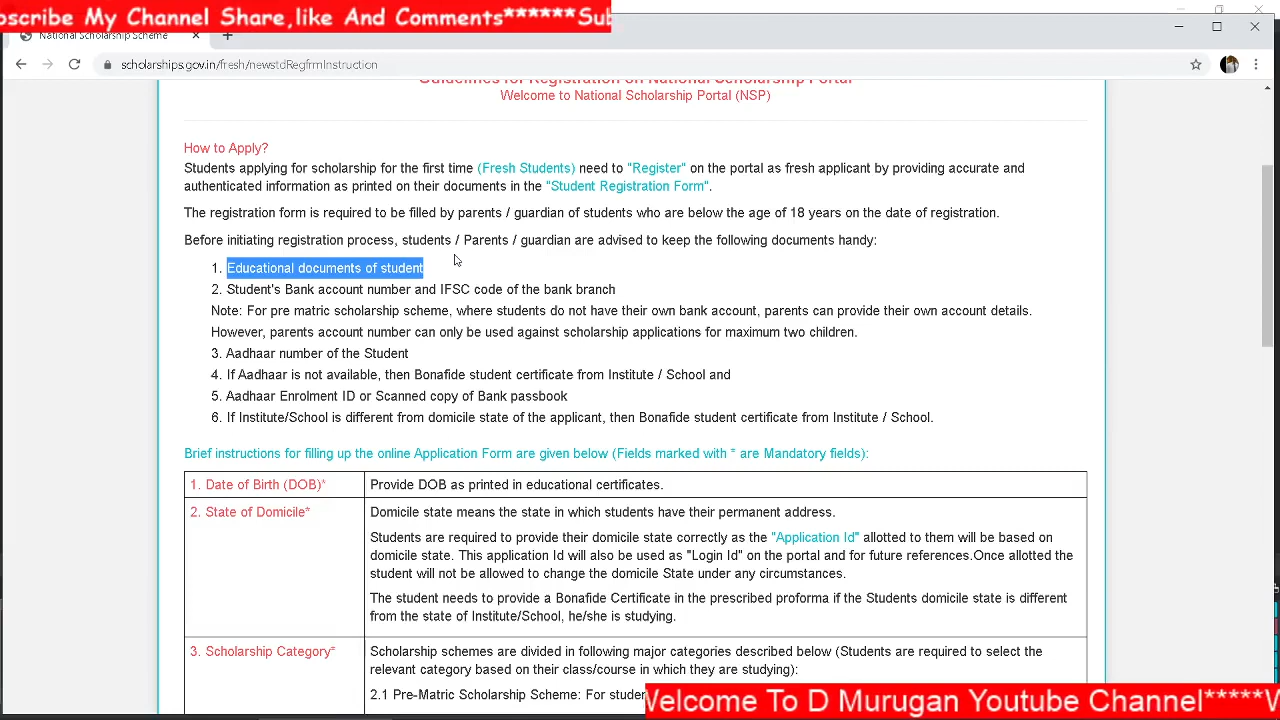 bscribe My Channel Share,like And Comments******Sub
National Scholarship Scheme
scholarships.gov.in/fresh/newstdRegfrmInstruction
Guidelines for Registration on National Scholarship Portal
Welcome to National Scholarship Portal (NSP)
How to Apply?
Students applying for scholarship for the first time (Fresh Students) need to "Register" on the portal as fresh applicant by providing accurate and
authenticated information as printed on their documents in the "Student Registration Form".
The registration form is required to be filled by parents / guardian of students who are below the age of 18 years on the date of registration.
Before initiating registration process, students / Parents / guardian are advised to keep the following documents handy:
1. Educational documents of student
2. Student's Bank account number and IFSC code of the bank branch
Note: For pre matric scholarship scheme, where students do not have their own bank account, parents can provide their own account details.
However, parents account number can only be used against scholarship applications for maximum two children.
3. Aadhaar number of the Student
4. If Aadhaar is not available, then Bonafide student certificate from Institute / School and
5. Aadhaar Enrolment ID or Scanned copy of Bank passbook
6. If Institute/School is different from domicile state of the applicant, then Bonafide student certificate from Institute / School.
Brief instructions for filling up the online Application Form are given below (Fields marked with * are Mandatory fields):
1. Date of Birth (DOB)* Provide DOB as printed in educational certificates.
2. State of Domicile* Domicile state means the state in which students have their permanent address.
Students are required to provide their domicile state correctly as the "Application Id" allotted to them will be based on
domicile state. This application Id will also be used as "Login Id" on the portal and for future references.Once allotted the
student will not be allowed to change the domicile State under any circumstances.
The student needs to provide a Bonafide Certificate in the prescribed proforma if the Students domicile state is different
from the state of Institute/School, he/she is studying.
3. Scholarship Category* Scholarship schemes are divided in following major categories described below (Students are required to select the
relevant category based on their class/course in which they are studying):
2.1 Pre-Matric Scholarship Scheme: For studen
Welcome To D Murugan Youtube Channel*****W